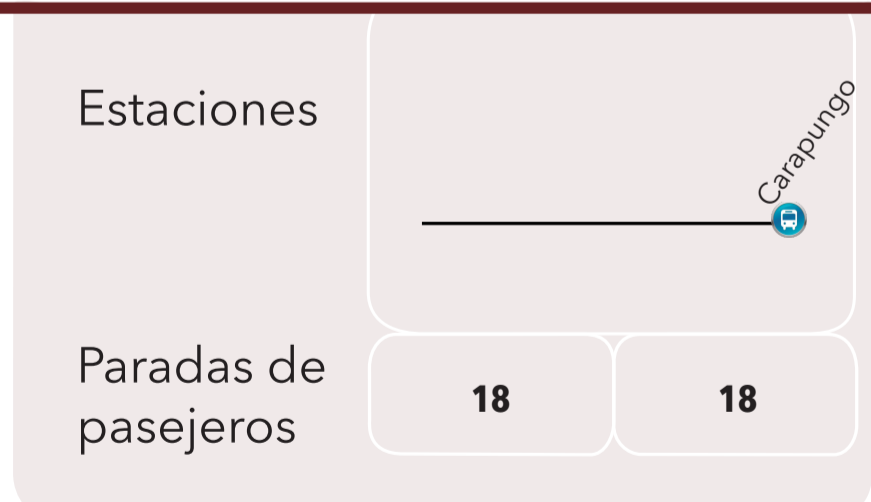 Estaciones
Carapungo
Paradas de
pasejeros
18 18